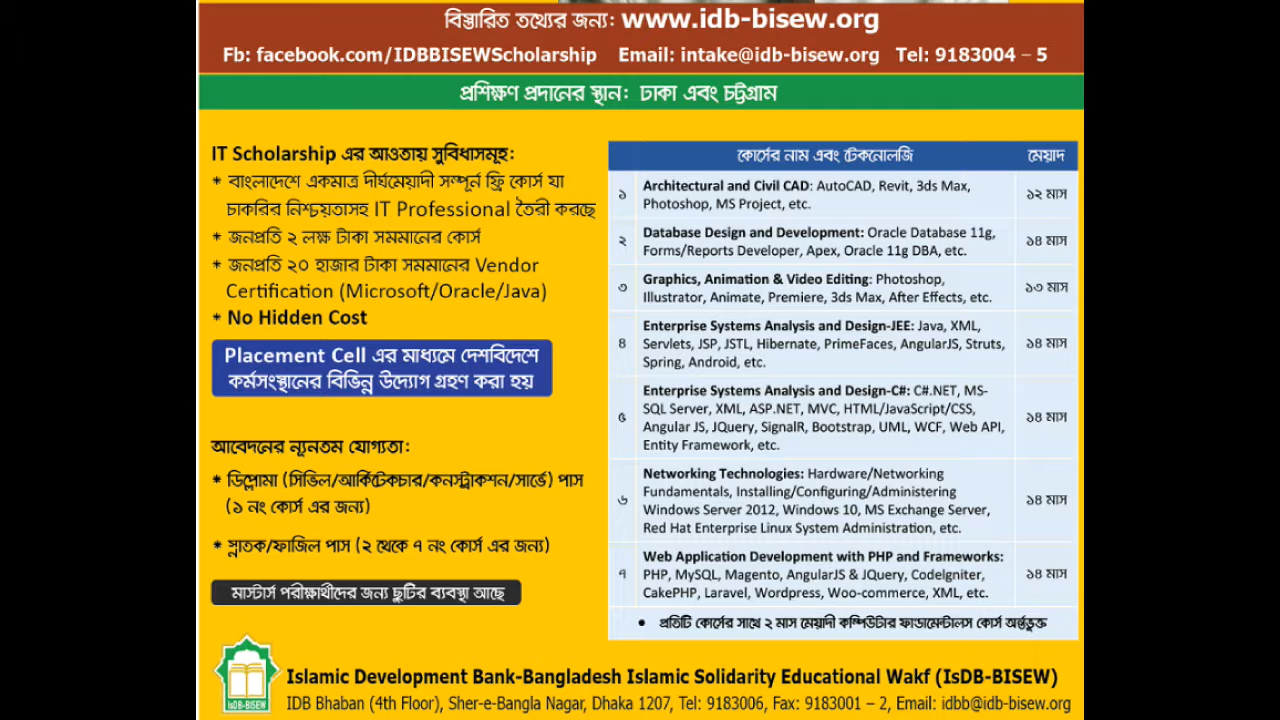 বিস্তারিত তথ্যের জন্য: www.idb-bisew.org
Fb: facebook.com/IDBBISEWScholarship Email: intake@idb-bisew.org Tel: 9183004 – 5
প্রশিক্ষণ প্রদানের স্থান: ঢাকা এবং চট্টগ্রাম
IT Scholarship এর আওতায় সুবিধাসমূহ:
* বাংলাদেশে একমাত্র দীর্ঘমেয়াদী সম্পূর্ন ফ্রি কোর্স যা
চাকরির নিশ্চয়তাসহ IT Professional তৈরী করছে
* জনপ্রতি ২ লক্ষ টাকা সমমানের কোর্স
* জনপ্রতি ২০ হাজার টাকা সমমানের Vendor
Certification (Microsoft/Oracle/Java)
* No Hidden Cost
Placement Cell এর মাধ্যমে দেশবিদেশে
কর্মসংস্থানের বিভিন্ন উদ্যোগ গ্রহণ করা হয়
আবেদনের ন্যূনতম যোগ্যতা:
* ডিপ্লোমা (সিভিল/আর্কিটেকচার/কনস্ট্রাকশন/সার্ভে) পাস
(১ নং কোর্স এর জন্য)
* স্নাতক/ফাজিল পাস (২ থেকে ৭ নং কোর্স এর জন্য)
মাস্টার্স পরীক্ষার্থীদের জন্য ছুটির ব্যবস্থা আছে
কোর্সের নাম এবং টেকনোলজি মেয়াদ
১ Architectural and Civil CAD: AutoCAD, Revit, 3ds Max, ১২ মাস
Photoshop, MS Project, etc.
২ Database Design and Development: Oracle Database 11g, ১৪ মাস
Forms/Reports Developer, Apex, Oracle 11g DBA, etc.
৩ Graphics, Animation & Video Editing: Photoshop, ১৩ মাস
Illustrator, Animate, Premiere, 3ds Max, After Effects, etc.
৪ Enterprise Systems Analysis and Design-JEE: Java, XML, ১৪ মাস
Servlets, JSP, JSTL, Hibernate, PrimeFaces, AngularJS, Struts,
Spring, Android, etc.
৫ Enterprise Systems Analysis and Design-C#: C#.NET, MS- ১৪ মাস
SQL Server, XML, ASP.NET, MVC, HTML/JavaScript/CSS,
Angular JS, JQuery, SignalR, Bootstrap, UML, WCF, Web API,
Entity Framework, etc.
৬ Networking Technologies: Hardware/Networking ১৪ মাস
Fundamentals, Installing/Configuring/Administering
Windows Server 2012, Windows 10, MS Exchange Server,
Red Hat Enterprise Linux System Administration, etc.
৭ Web Application Development with PHP and Frameworks: ১৪ মাস
PHP, MySQL, Magento, AngularJS & JQuery, CodeIgniter,
CakePHP, Laravel, Wordpress, Woo-commerce, XML, etc.
• প্রতিটি কোর্সের সাথে ২ মাস মেয়াদী কম্পিউটার ফান্ডামেন্টালস কোর্স অর্ন্তভুক্ত
IsDB-BISEW
Islamic Development Bank-Bangladesh Islamic Solidarity Educational Wakf (IsDB-BISEW)
IDB Bhaban (4th Floor), Sher-e-Bangla Nagar, Dhaka 1207, Tel: 9183006, Fax: 9183001 – 2, Email: idbb@idb-bisew.org